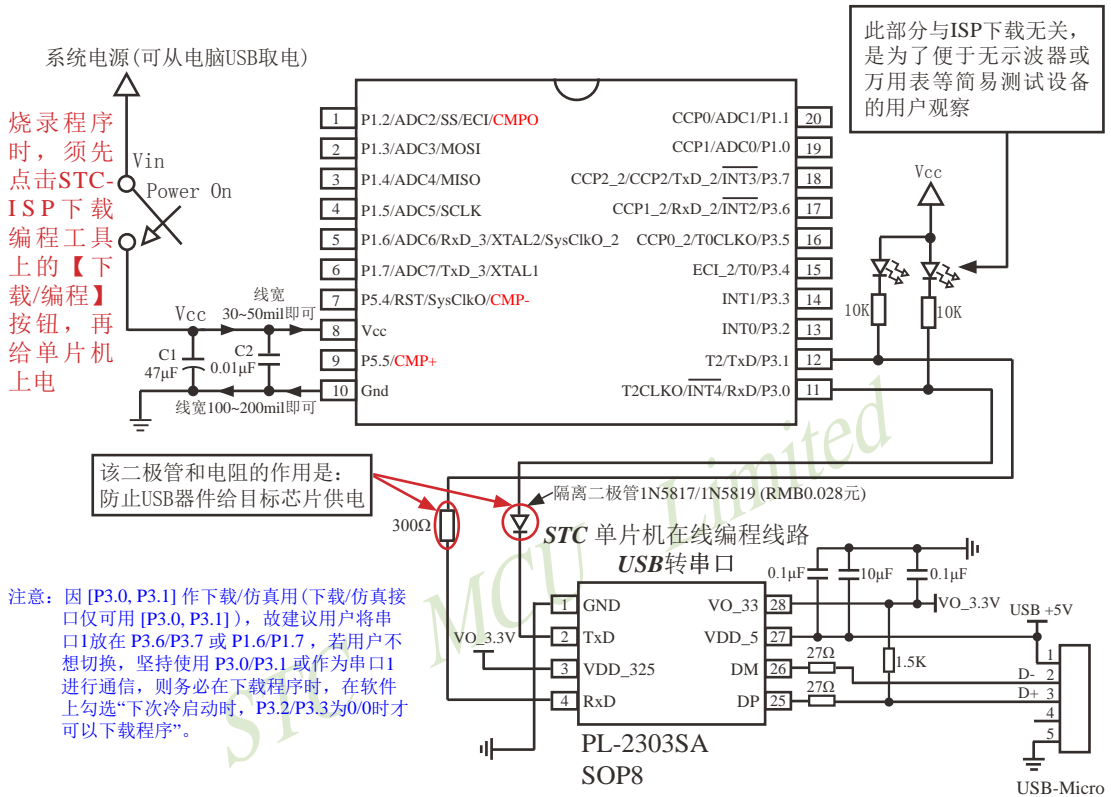 系统电源(可从电脑USB取电)
烧录程序
时，须先
点击STC-
ISP下载
编程工具
上的【下
载/编程】
按钮，再
给单片机
上电
Vin
Power On
Vcc
线宽
30~50mil即可
C1
47μF
C2
0.01μF
线宽100~200mil即可
1 P1.2/ADC2/SS/ECI/CMPO
2 P1.3/ADC3/MOSI
3 P1.4/ADC4/MISO
4 P1.5/ADC5/SCLK
5 P1.6/ADC6/RxD_3/XTAL2/SysClkO_2
6 P1.7/ADC7/TxD_3/XTAL1
7 P5.4/RST/SysClkO/CMP-
8 Vcc
9 P5.5/CMP+
10 Gnd
CCP0/ADC1/P1.1 20
CCP1/ADC0/P1.0 19
CCP2_2/CCP2/TxD_2/INT3/P3.7 18
CCP1_2/RxD_2/INT2/P3.6 17
CCP0_2/T0CLKO/P3.5 16
ECI_2/T0/P3.4 15
INT1/P3.3 14
INT0/P3.2 13
T2/TxD/P3.1 12
T2CLKO/INT4/RxD/P3.0 11
此部分与ISP下载无关，
是为了便于无示波器或
万用表等简易测试设备
的用户观察
Vcc
10K
10K
该二极管和电阻的作用是：
防止USB器件给目标芯片供电
300Ω
隔离二极管1N5817/1N5819 (RMB0.028元)
STC 单片机在线编程线路
USB转串口
注意：因 [P3.0, P3.1] 作下载/仿真用(下载/仿真接
口仅可用 [P3.0, P3.1] )，故建议用户将串
口1放在 P3.6/P3.7 或 P1.6/P1.7，若用户不
想切换，坚持使用 P3.0/P3.1 或作为串口1
进行通信，则务必在下载程序时，在软件
上勾选“下次冷启动时，P3.2/P3.3为0/0时才
可以下载程序”。
VO_3.3V
1 GND
2 TxD
3 VDD_325
4 RxD
VO_33 28
VDD_5 27
DM 26
DP 25
PL-2303SA
SOP8
0.1μF
10μF
0.1μF
VO_3.3V
USB +5V
27Ω
27Ω
1.5K
1
D- 2
D+ 3
4
5
USB-Micro
STC MCU Limited